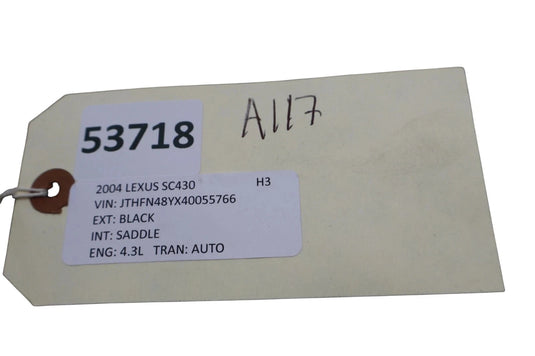 53718
A117
2004 LEXUS SC430 H3
VIN: JTHFN48YX40055766
EXT: BLACK
INT: SADDLE
ENG: 4.3L TRAN: AUTO